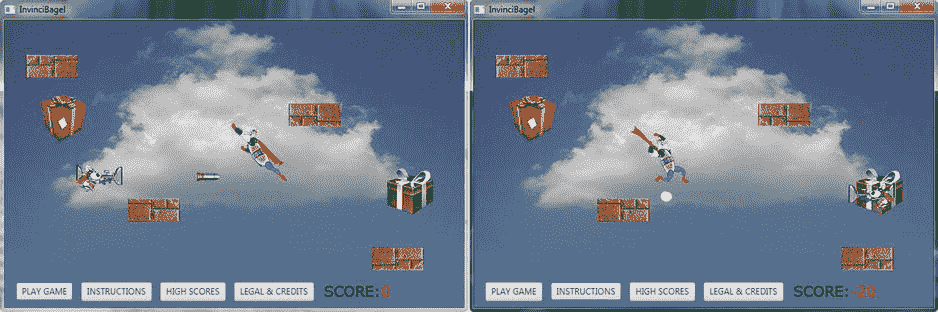 InvinciBagel
PLAY GAME INSTRUCTIONS HIGH SCORES LEGAL & CREDITS SCORE:0
InvinciBagel
PLAY GAME INSTRUCTIONS HIGH SCORES LEGAL & CREDITS SCORE:-20